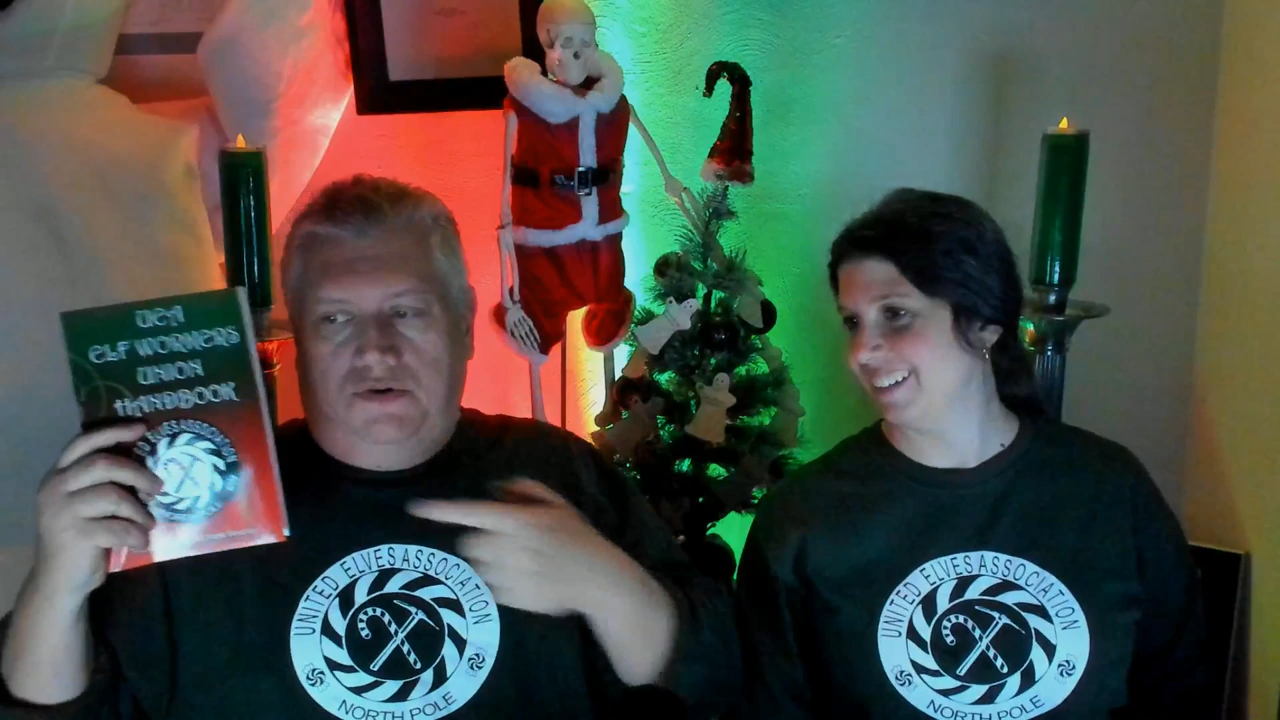 UEA
ELF WORKERS
UNION
HANDBOOK
UNITED ELVES ASSOCIATION
NORTH POLE
UNITED ELVES ASSOCIATION
NORTH POLE